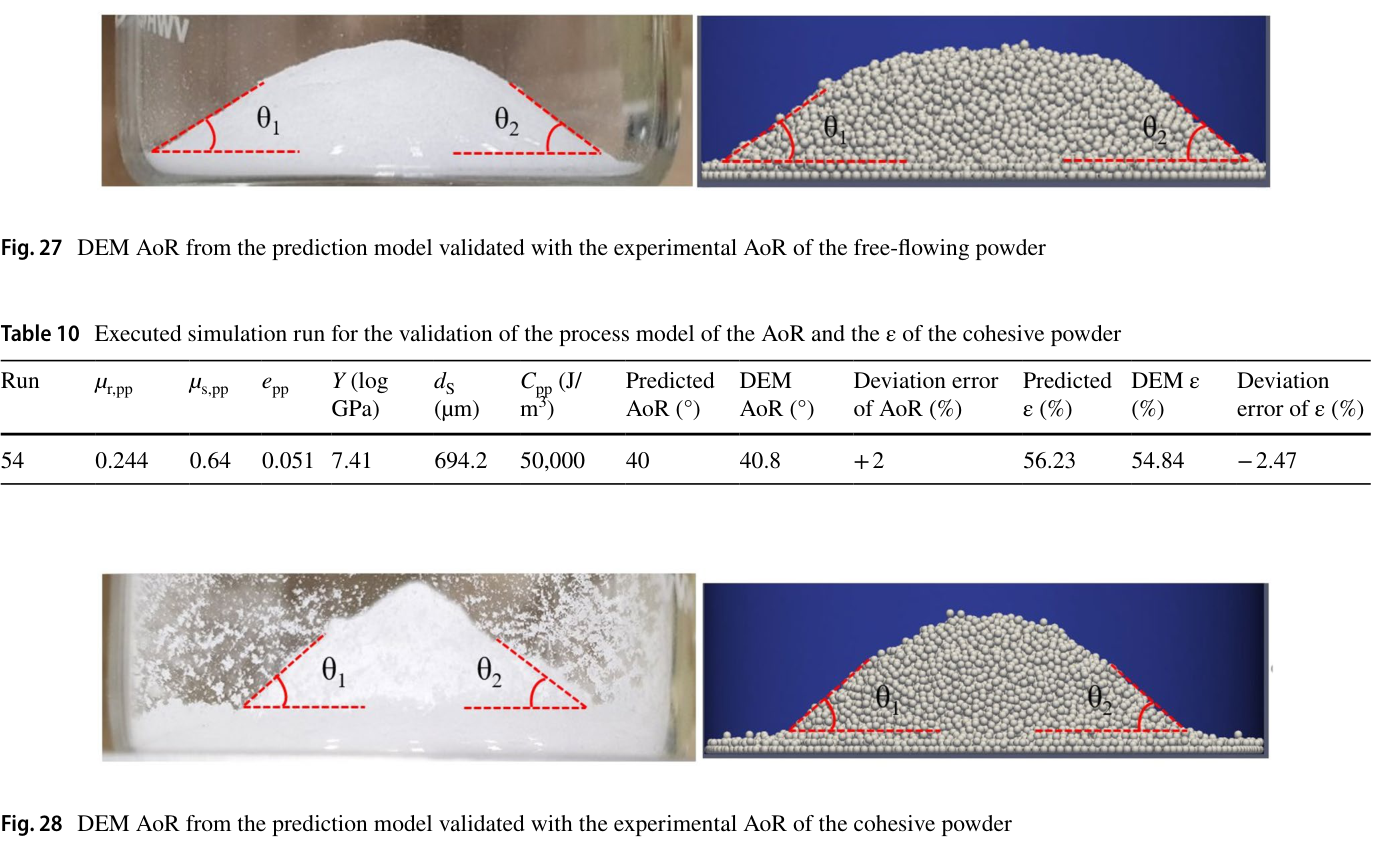 θ1
θ2
θ1
θ2
Fig. 27 DEM AoR from the prediction model validated with the experimental AoR of the free-flowing powder
Table 10 Executed simulation run for the validation of the process model of the AoR and the ε of the cohesive powder
Run μr,pp μs,pp epp Y (log dS Cpp (J/ Predicted DEM Deviation error Predicted DEM ε Deviation
GPa) (μm) m3) AoR (°) AoR (°) of AoR (%) ε (%) (%) error of ε (%)
54 0.244 0.64 0.051 7.41 694.2 50,000 40 40.8 +2 56.23 54.84 −2.47
θ1
θ2
θ1
θ2
Fig. 28 DEM AoR from the prediction model validated with the experimental AoR of the cohesive powder